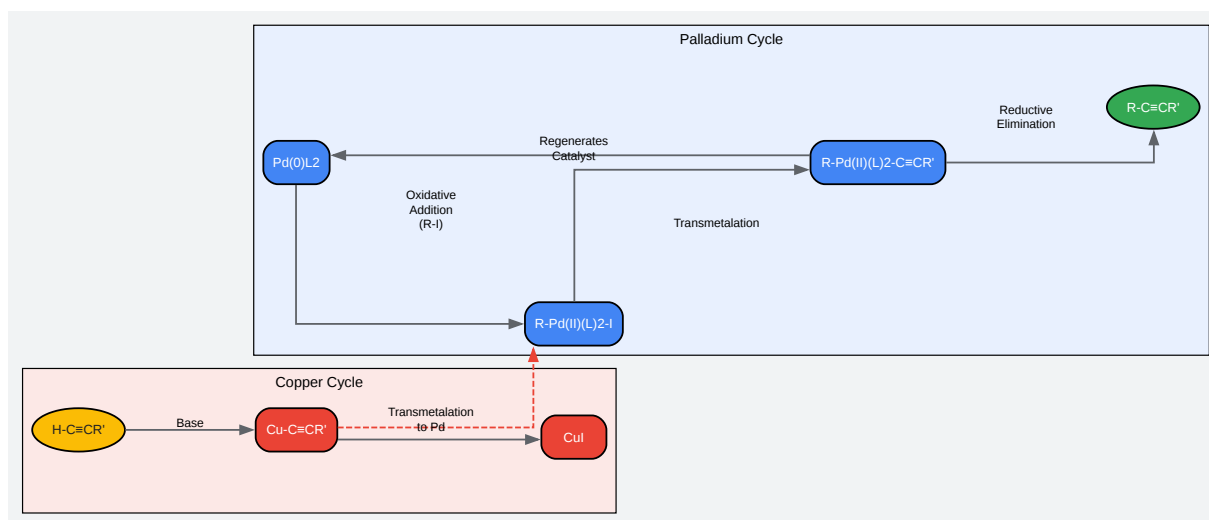 Palladium Cycle
R-C≡CR'
Reductive
Elimination
Regenerates
Catalyst
Pd(0)L2
R-Pd(II)(L)2-C≡CR'
Oxidative
Addition
(R-I)
Transmetalation
R-Pd(II)(L)2-I
Copper Cycle
H-C≡CR'
Base
Cu-C≡CR'
Transmetalation
to Pd
CuI